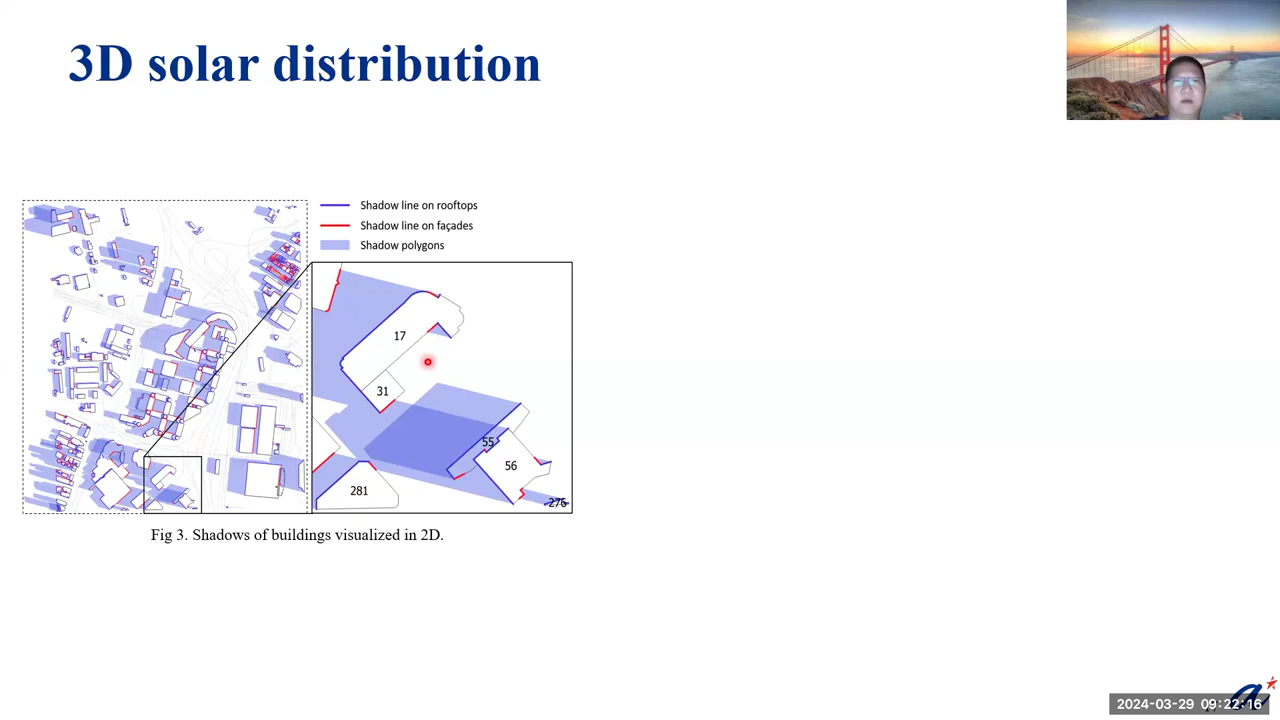 3D solar distribution
Shadow line on rooftops
Shadow line on façades
Shadow polygons
17
31
55
56
281
276
Fig 3. Shadows of buildings visualized in 2D.
2024-03-29 09:22:16